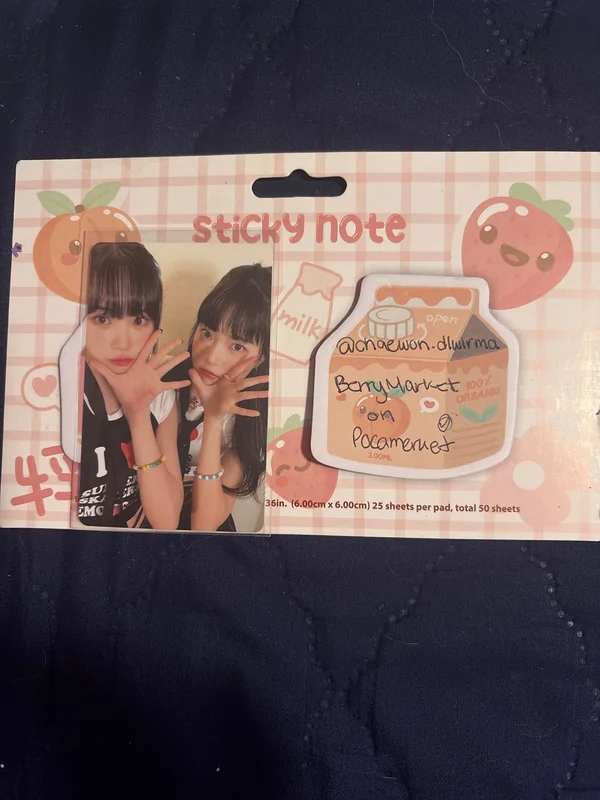 sticky note
milk
open
@chaewon.dlwlrma
BerryMarket
100%
ORGANIC
on
Pocamarket
200ML
I
36in. (6.00cm x 6.00cm) 25 sheets per pad, total 50 sheets